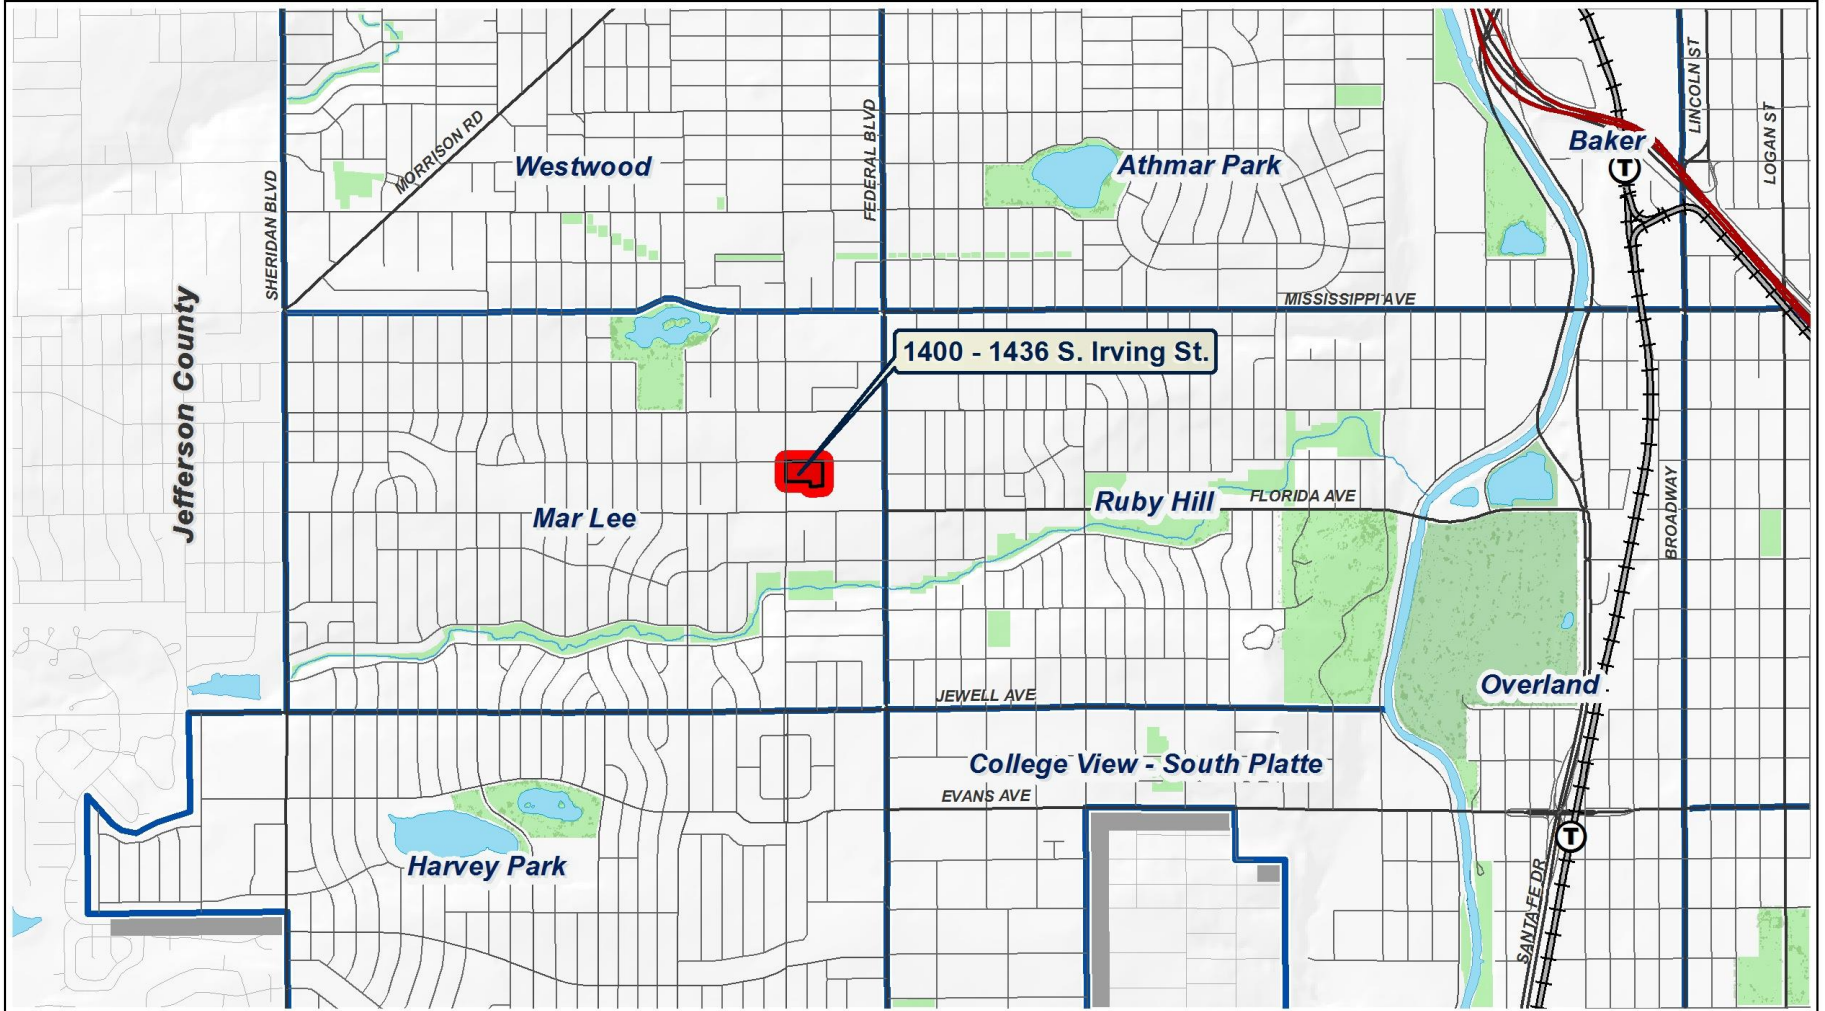 LINCOLN ST
LOGAN ST
FEDERAL BLVD
MORRISON RD
Baker
T
Westwood
Athmar Park
SHERIDAN BLVD
MISSISSIPPI AVE
Jefferson County
1400 - 1436 S. Irving St.
Mar Lee
Ruby Hill
FLORIDA AVE
BROADWAY
Overland
JEWELL AVE
College View - South Platte
EVANS AVE
T
Harvey Park
SANTA FE DR